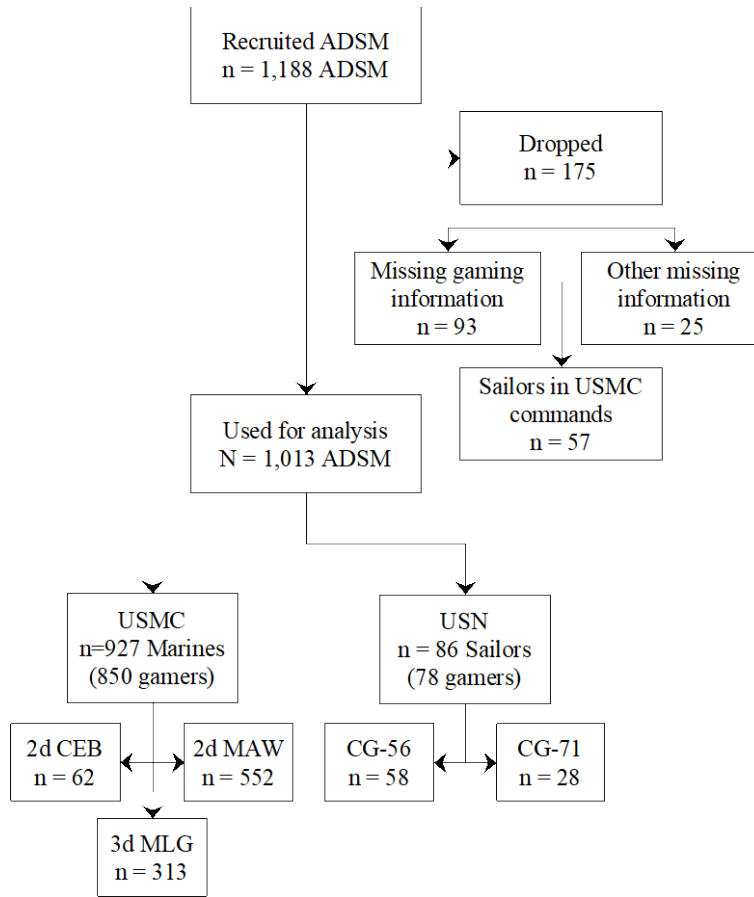 Recruited ADSM
n = 1,188 ADSM
Dropped
n = 175
Missing gaming
information
n = 93
Other missing
information
n = 25
Sailors in USMC
commands
n = 57
Used for analysis
N = 1,013 ADSM
USMC
n=927 Marines
(850 gamers)
USN
n = 86 Sailors
(78 gamers)
2d CEB
n = 62
2d MAW
n = 552
CG-56
n = 58
CG-71
n = 28
3d MLG
n = 313